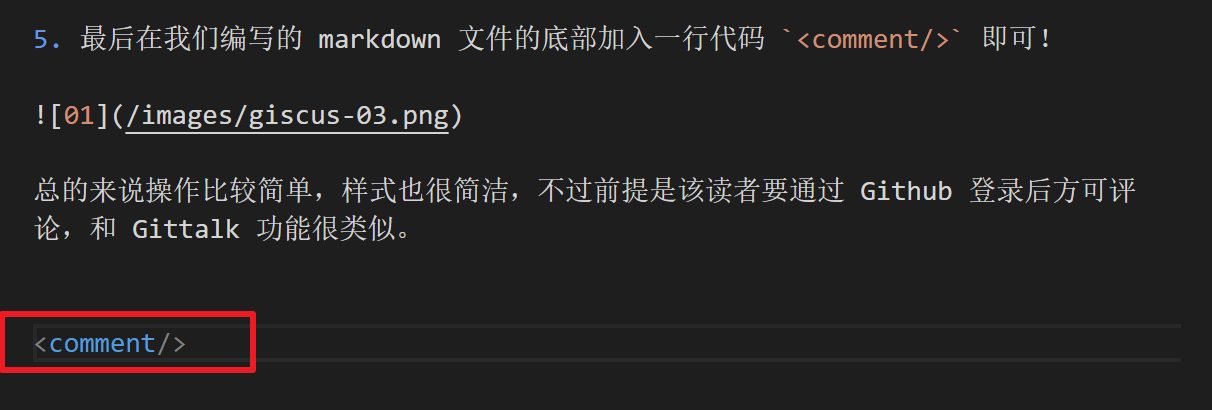 5. 最后在我们编写的 markdown 文件的底部加入一行代码 `<comment/>` 即可!
![01](/images/giscus-03.png)
总的来说操作比较简单，样式也很简洁，不过前提是该读者要通过 Github 登录后方可评
论，和 Gittalk 功能很类似。
<comment/>